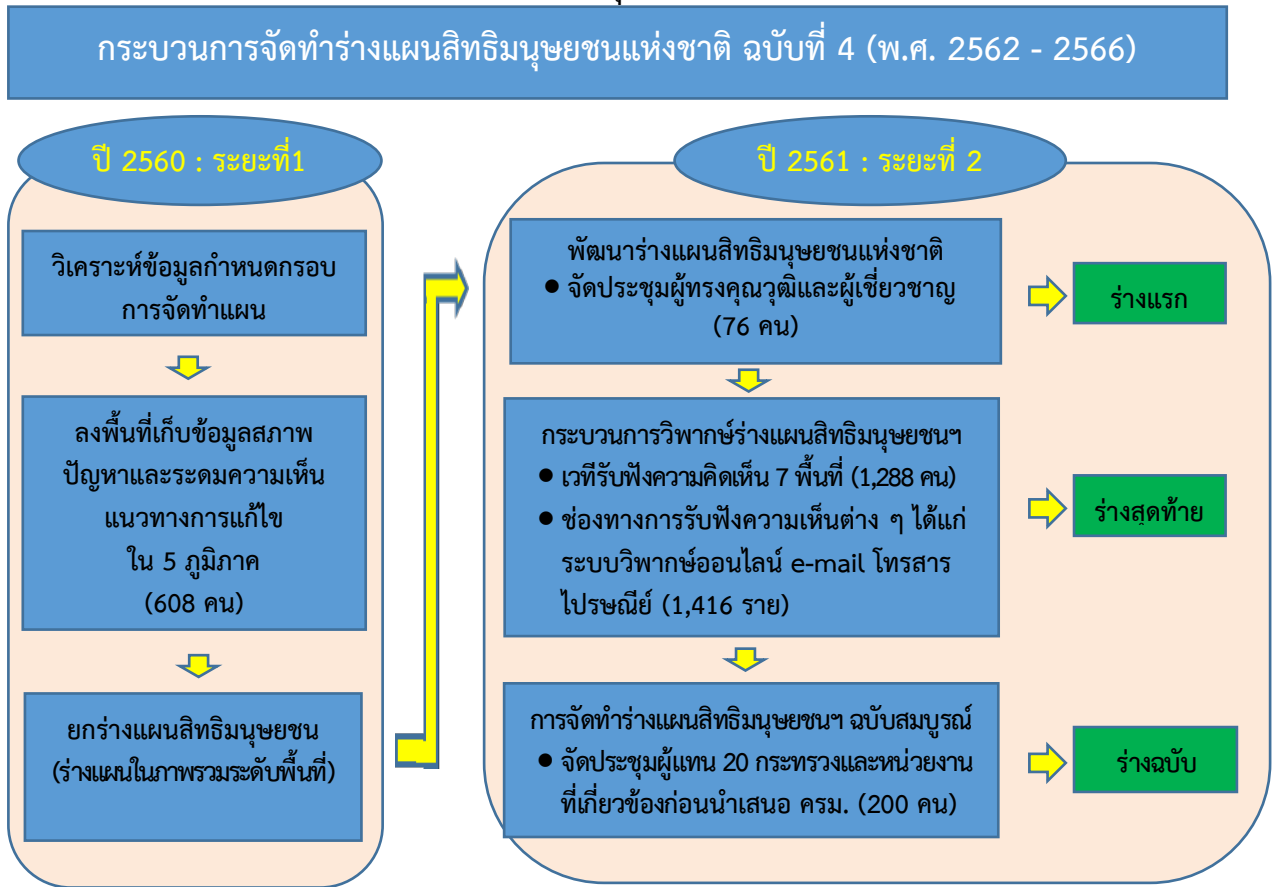 กระบวนการจัดทำร่างแผนสิทธิมนุษยชนแห่งชาติ ฉบับที่ 4 (พ.ศ. 2562 - 2566)
ปี 2560 : ระยะที่1
วิเคราะห์ข้อมูลกำหนดกรอบ
การจัดทำแผน
ลงพื้นที่เก็บข้อมูลสภาพ
ปัญหาและระดมความเห็น
แนวทางการแก้ไข
ใน 5 ภูมิภาค
(608 คน)
ยกร่างแผนสิทธิมนุษยชน
(ร่างแผนในภาพรวมระดับพื้นที่)
ปี 2561 : ระยะที่ 2
พัฒนาร่างแผนสิทธิมนุษยชนแห่งชาติ
● จัดประชุมผู้ทรงคุณวุฒิและผู้เชี่ยวชาญ
(76 คน)
ร่างแรก
กระบวนการวิพากษ์ร่างแผนสิทธิมนุษยชนฯ
● เวทีรับฟังความคิดเห็น 7 พื้นที่ (1,288 คน)
● ช่องทางการรับฟังความเห็นต่าง ๆ ได้แก่
ระบบวิพากษ์ออนไลน์ e-mail โทรสาร
ไปรษณีย์ (1,416 ราย)
ร่างสุดท้าย
การจัดทำร่างแผนสิทธิมนุษยชนฯ ฉบับสมบูรณ์
● จัดประชุมผู้แทน 20 กระทรวงและหน่วยงาน
ที่เกี่ยวข้องก่อนนำเสนอ ครม. (200 คน)
ร่างฉบับ